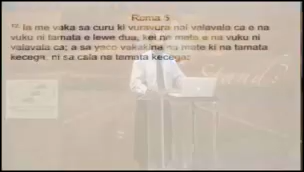 Roma 5
12 Ia me vaka sa curu ki vuravura nai valavala ca e na
vuku ni tamata e lewe dua, kei na mate e na vuku ni
valavala ca; a sa yaco vakakina na mate ki na tamata
kecega, ni sa cala na tamata kecega: